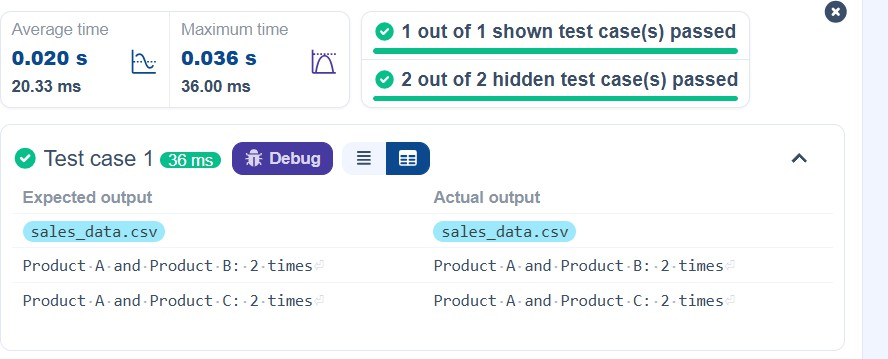 Average time
0.020 s
20.33 ms
Maximum time
0.036 s
36.00 ms
1 out of 1 shown test case(s) passed
2 out of 2 hidden test case(s) passed
Test case 1 36 ms Debug
Expected output
sales_data.csv
Product·A·and·Product·B:·2·times⏎
Product·A·and·Product·C:·2·times⏎
Actual output
sales_data.csv
Product·A·and·Product·B:·2·times⏎
Product·A·and·Product·C:·2·times⏎